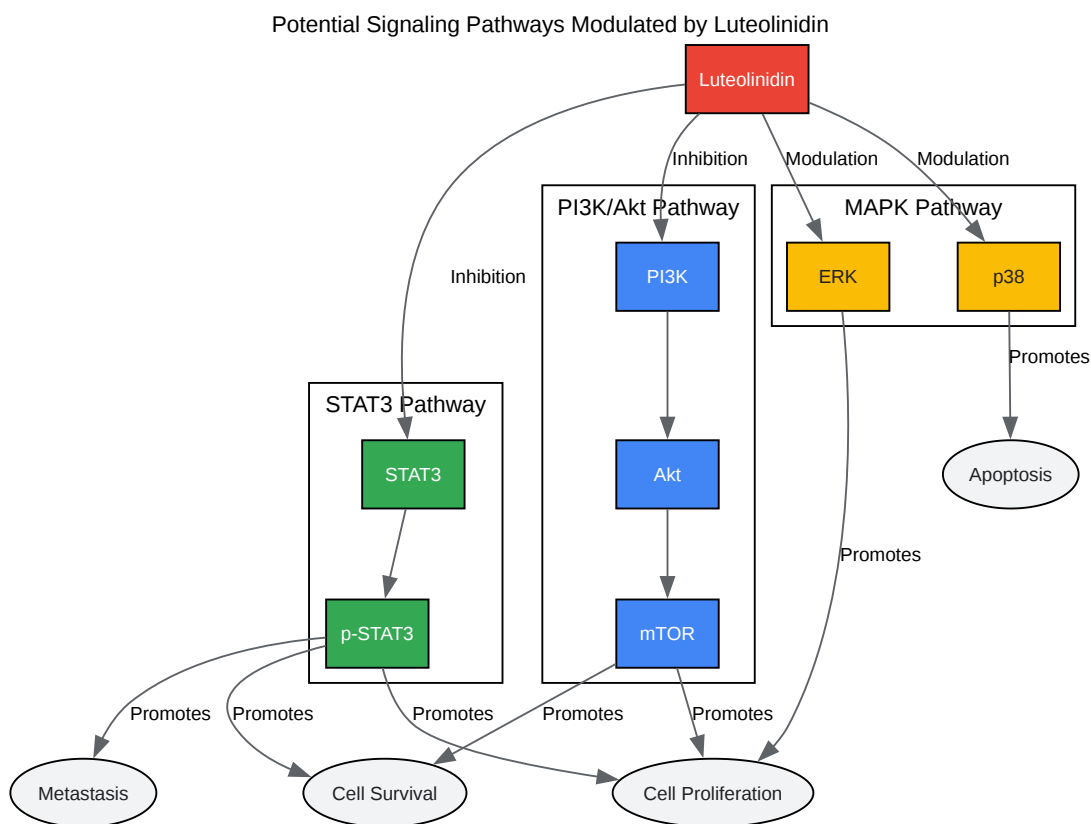 Potential Signaling Pathways Modulated by Luteolinidin
Luteolinidin
Inhibition
Modulation
Modulation
PI3K/Akt Pathway
MAPK Pathway
PI3K
ERK
p38
Inhibition
Promotes
STAT3 Pathway
STAT3
Akt
Apoptosis
Promotes
p-STAT3
mTOR
Promotes
Promotes
Promotes
Promotes
Promotes
Metastasis
Cell Survival
Cell Proliferation